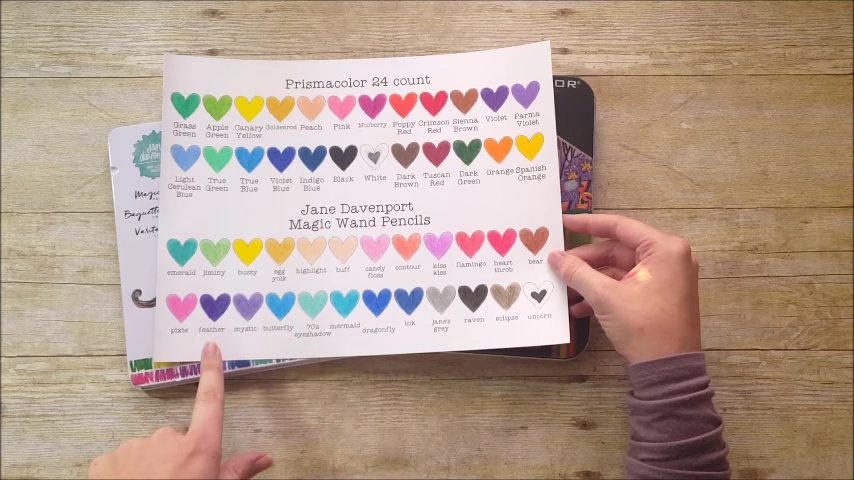 Prismacolor 24 count
Grass Green Apple Green Canary Yellow Goldenrod Peach Pink Mulberry Poppy Red Crimson Red Sienna Brown Violet Parma Violet
Light Cerulean Blue True Green True Blue Violet Blue Indigo Blue Black White Dark Brown Tuscan Red Dark Green Orange Spanish Orange
Jane Davenport
Magic Wand Pencils
emerald jiminy buzzy egg yolk highlight buff candy floss contour kiss kiss flamingo heart throb bear
pixie feather mystic butterfly 70's eyeshadow mermaid dragonfly ink jane's grey raven eclipse unicorn